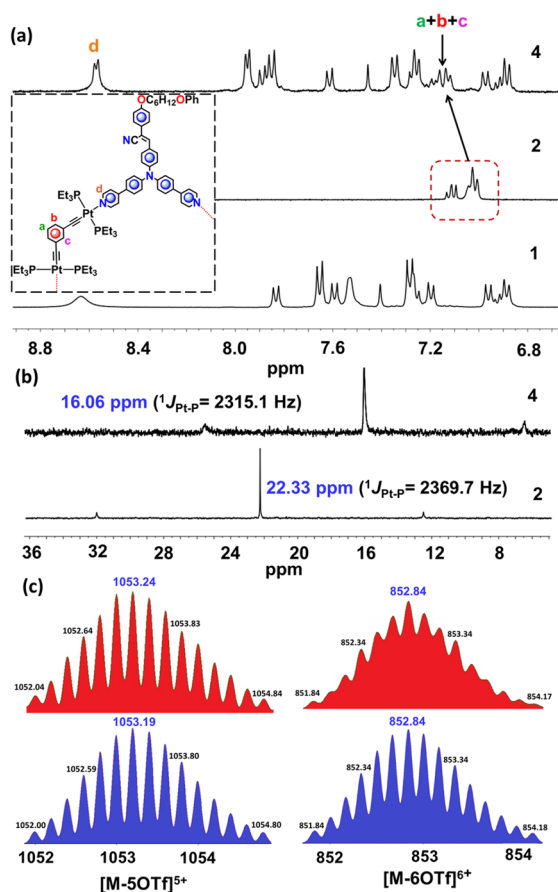 (a)
a+b+c
d
4
OC6H12OPh
NC
2
d
N
Et3P
Pt
N
N
b
PEt3
a
c
Et3P
PEt3
Pt
PEt3
1
8.8 8.6 8.0 7.6 7.2 6.8
ppm
(b)
16.06 ppm (1JPt-P= 2315.1 Hz)
4
22.33 ppm (1JPt-P= 2369.7 Hz)
2
36 32 28 24 20 16 12 8
ppm
(c)
1053.24
852.84
1052.64
1053.83
852.34
853.34
1052.04
1054.84
851.84
854.17
1053.19
852.84
1052.59
1053.80
852.34
853.34
1052.00
1054.80
851.84
854.18
1052 1053 1054
852 853 854
[M-5OTf]5+
[M-6OTf]6+